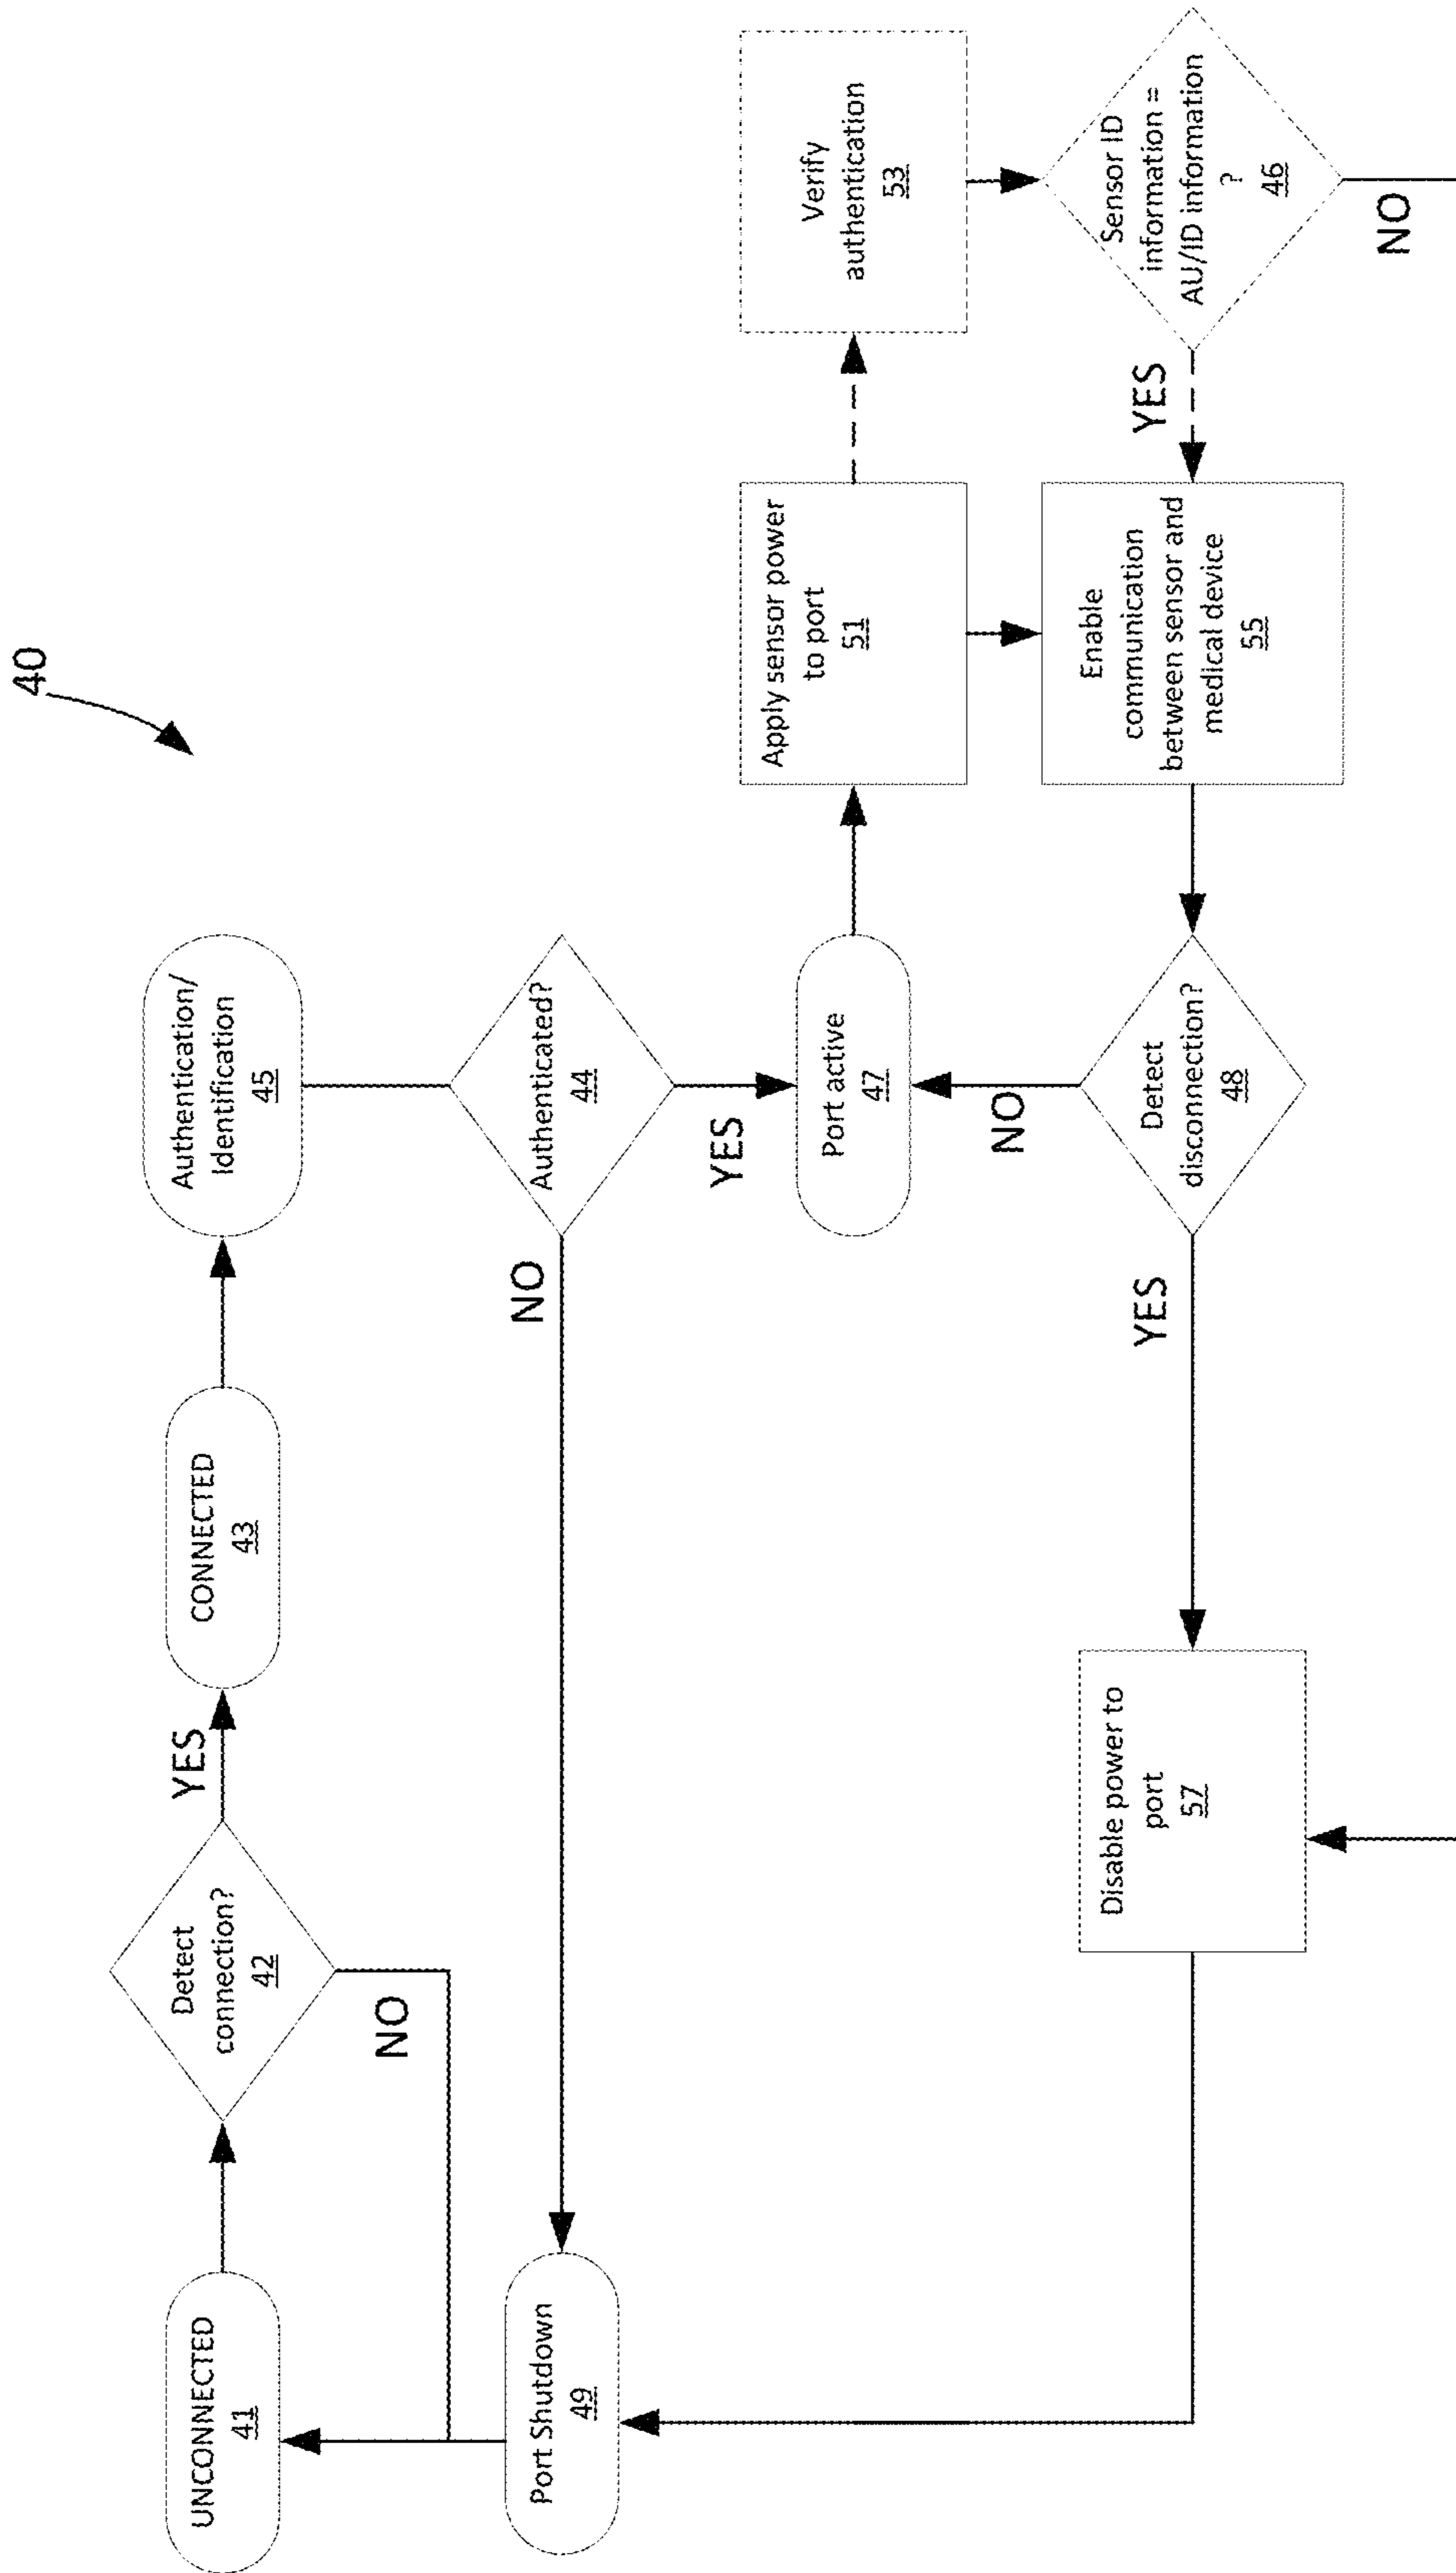 40
UNCONNECTED
41
Detect
connection?
42
YES
NO
CONNECTED
43
Authentication/
Identification
45
Authenticated?
44
NO
YES
Port Shutdown
49
Port active
47
Apply sensor power
to port
51
Verify
authentication
53
Sensor ID
information =
AU/ID information
?
46
YES
NO
Enable
communication
between sensor and
medical device
55
Detect
disconnection?
48
NO
YES
Disable power to
port
57